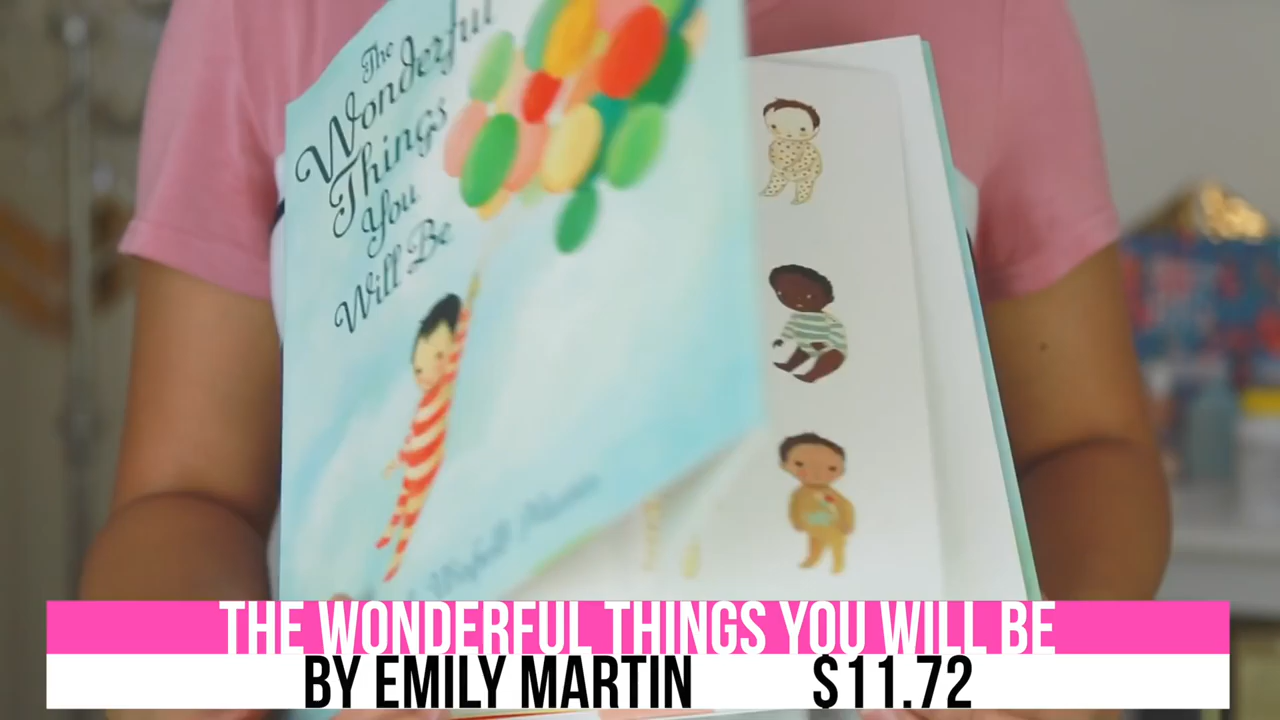 The
Wonderful
Things
You
Will Be
THE WONDERFUL THINGS YOU WILL BE
BY EMILY MARTIN $11.72